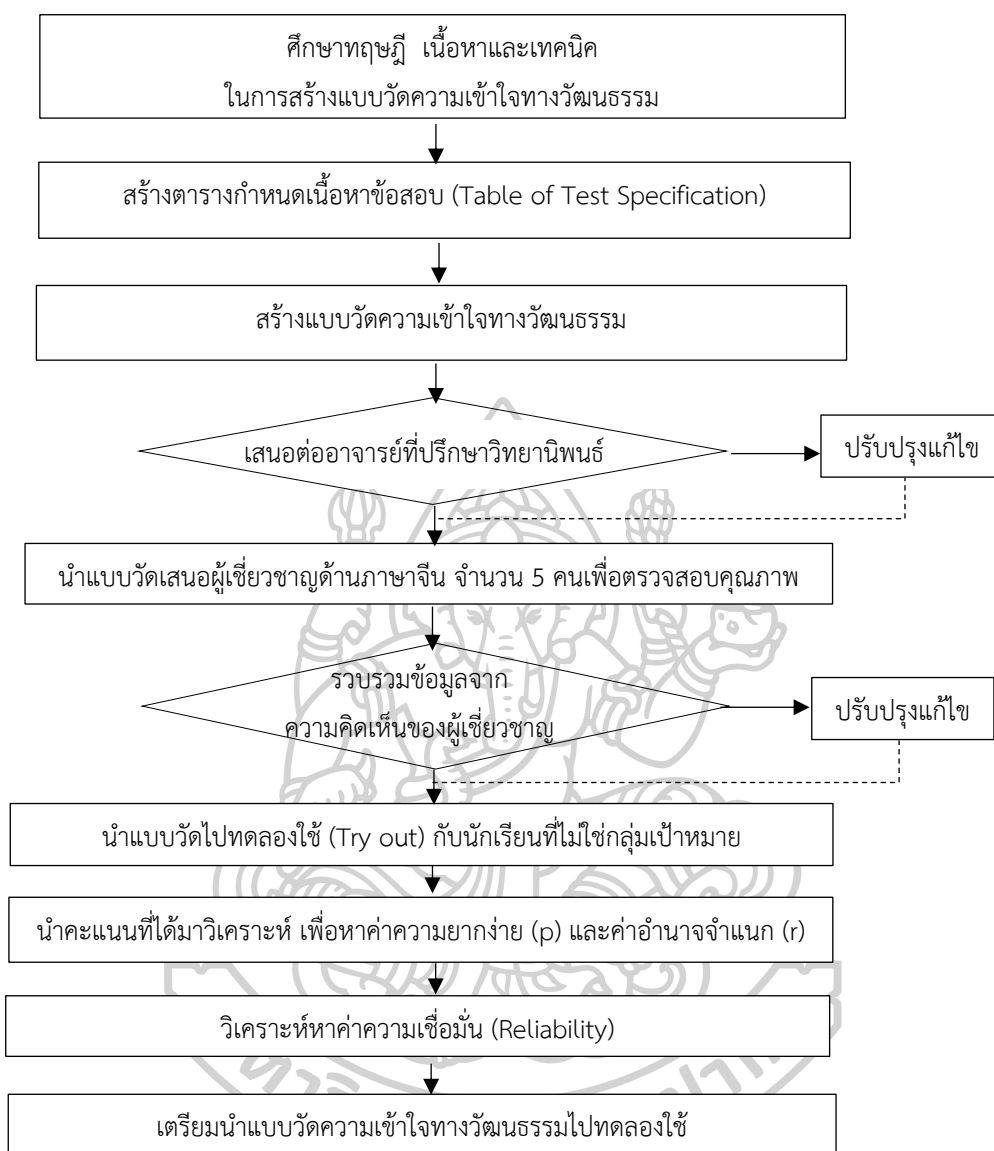 ศึกษาทฤษฎี เนื้อหาและเทคนิค
ในการสร้างแบบวัดความเข้าใจทางวัฒนธรรม
สร้างตารางกำหนดเนื้อหาข้อสอบ (Table of Test Specification)
สร้างแบบวัดความเข้าใจทางวัฒนธรรม
เสนอต่ออาจารย์ที่ปรึกษาวิทยานิพนธ์
ปรับปรุงแก้ไข
นำแบบวัดเสนอผู้เชี่ยวชาญด้านภาษาจีน จำนวน 5 คนเพื่อตรวจสอบคุณภาพ
รวบรวมข้อมูลจาก
ความคิดเห็นของผู้เชี่ยวชาญ
ปรับปรุงแก้ไข
นำแบบวัดไปทดลองใช้ (Try out) กับนักเรียนที่ไม่ใช่กลุ่มเป้าหมาย
นำคะแนนที่ได้มาวิเคราะห์ เพื่อหาค่าความยากง่าย (p) และค่าอำนาจจำแนก (r)
วิเคราะห์หาค่าความเชื่อมั่น (Reliability)
เตรียมนำแบบวัดความเข้าใจทางวัฒนธรรมไปทดลองใช้